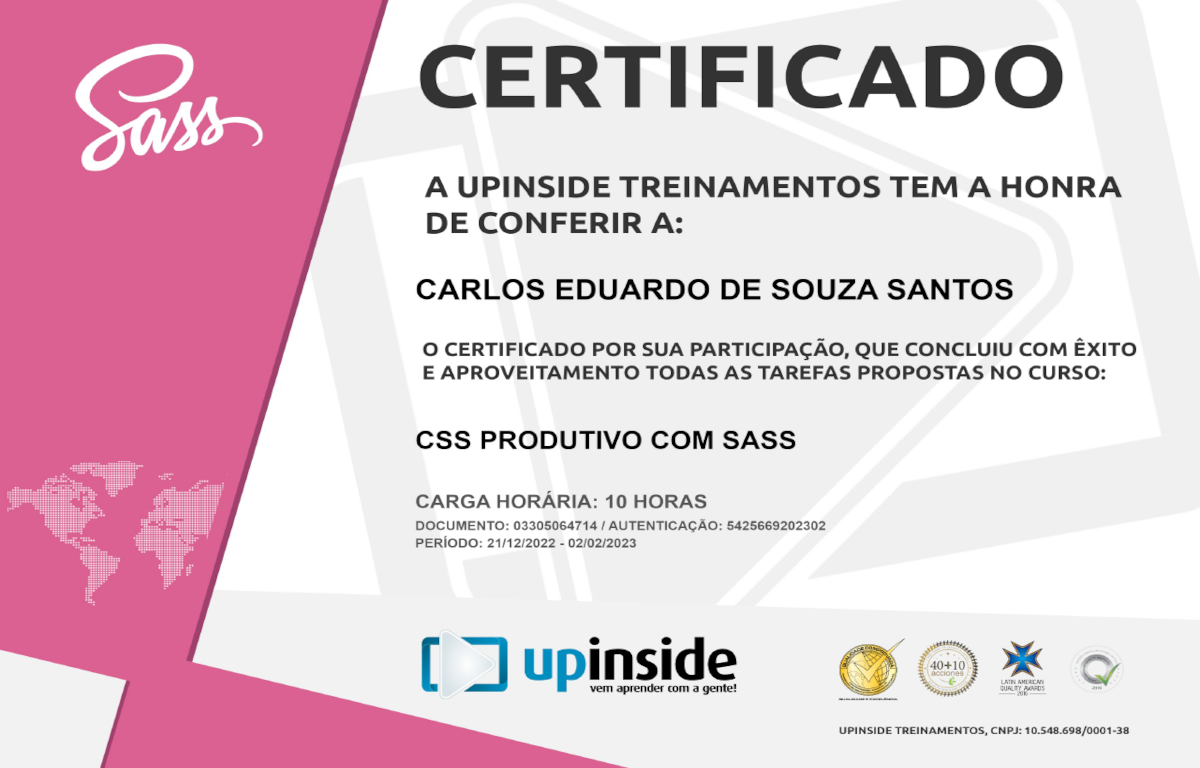 Sass
CERTIFICADO
A UPINSIDE TREINAMENTOS TEM A HONRA
DE CONFERIR A:
CARLOS EDUARDO DE SOUZA SANTOS
O CERTIFICADO POR SUA PARTICIPAÇÃO, QUE CONCLUIU COM ÊXITO
E APROVEITAMENTO TODAS AS TAREFAS PROPOSTAS NO CURSO:
CSS PRODUTIVO COM SASS
CARGA HORÁRIA: 10 HORAS
DOCUMENTO: 03305064714 / AUTENTICAÇÃO: 5425669202302
PERÍODO: 21/12/2022 - 02/02/2023
upinside
vem aprender com a gente!
40+10
acciones
LATIN AMERICAN
QUALITY AWARDS
2016
UPINSIDE TREINAMENTOS, CNPJ: 10.548.698/0001-38